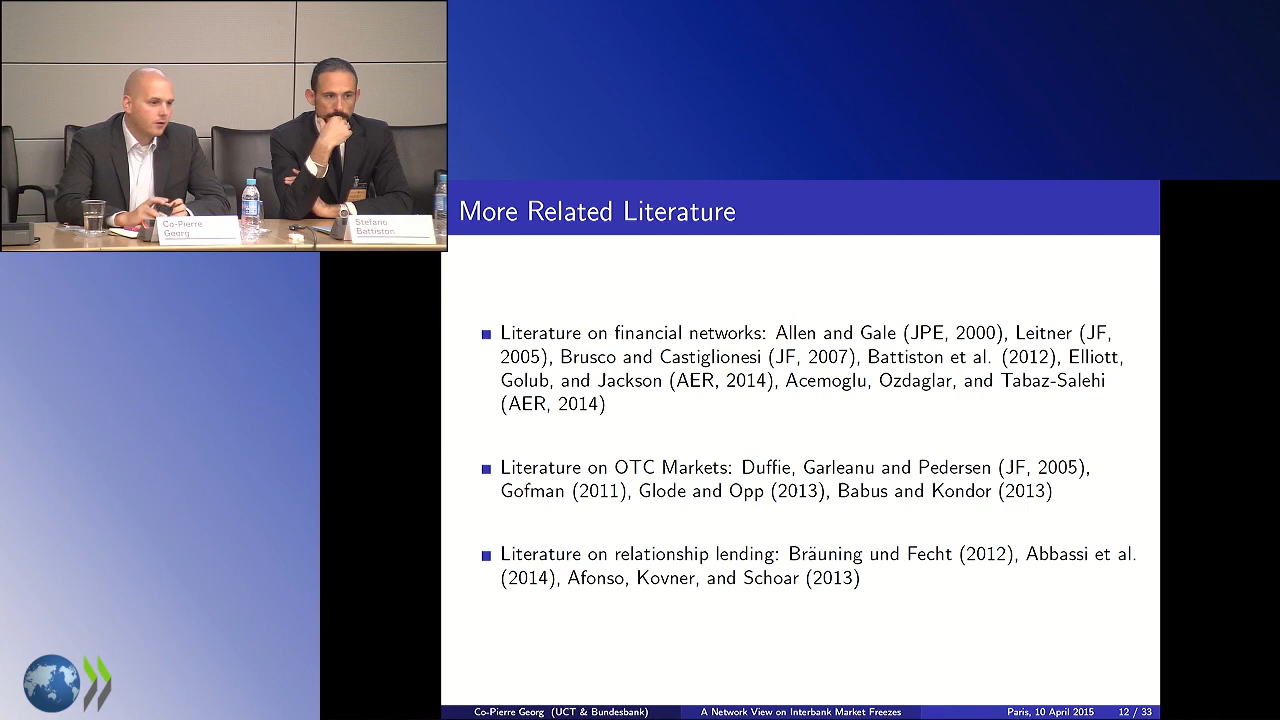 Co-Pierre
Georg
Stefano
Battiston
More Related Literature
Literature on financial networks: Allen and Gale (JPE, 2000), Leitner (JF,
2005), Brusco and Castiglionesi (JF, 2007), Battiston et al. (2012), Elliott,
Golub, and Jackson (AER, 2014), Acemoglu, Ozdaglar, and Tabaz-Salehi
(AER, 2014)
Literature on OTC Markets: Duffie, Garleanu and Pedersen (JF, 2005),
Gofman (2011), Glode and Opp (2013), Babus and Kondor (2013)
Literature on relationship lending: Bräuning und Fecht (2012), Abbassi et al.
(2014), Afonso, Kovner, and Schoar (2013)
Co-Pierre Georg (UCT & Bundesbank) A Network View on Interbank Market Freezes Paris, 10 April 2015 12 / 33